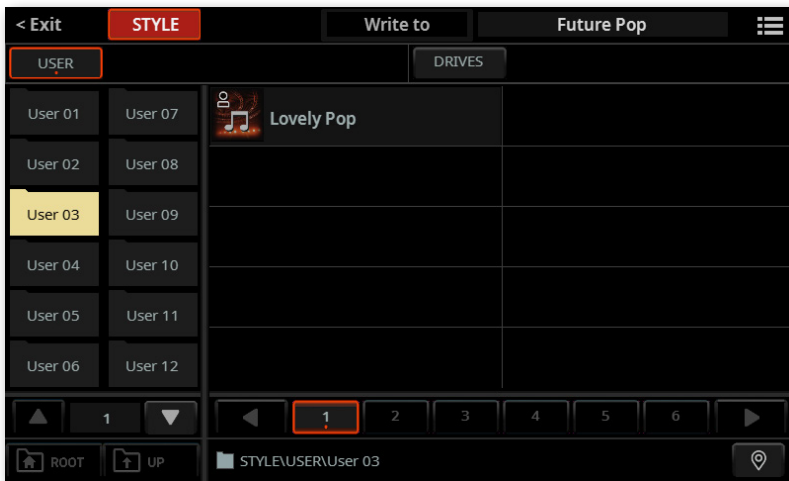 < Exit STYLE Write to Future Pop
USER DRIVES
User 01 User 07 Lovely Pop
User 02 User 08
User 03 User 09
User 04 User 10
User 05 User 11
User 06 User 12
1 1 2 3 4 5 6
ROOT UP STYLE\USER\User 03